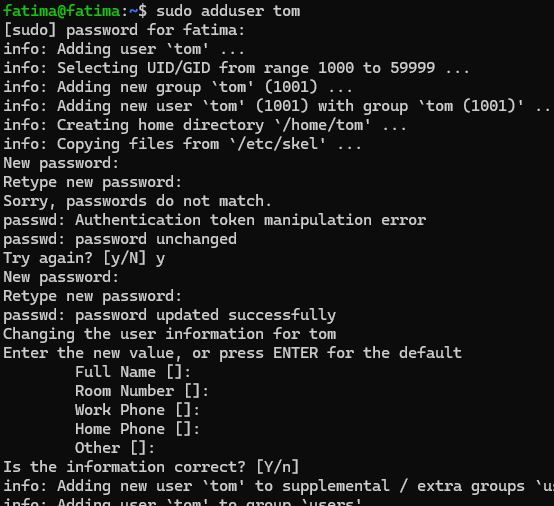 fatima@fatima:~$ sudo adduser tom
[sudo] password for fatima:
info: Adding user `tom' ...
info: Selecting UID/GID from range 1000 to 59999 ...
info: Adding new group `tom' (1001) ...
info: Adding new user `tom' (1001) with group `tom (1001)' ..
info: Creating home directory `/home/tom' ...
info: Copying files from `/etc/skel' ...
New password:
Retype new password:
Sorry, passwords do not match.
passwd: Authentication token manipulation error
passwd: password unchanged
Try again? [y/N] y
New password:
Retype new password:
passwd: password updated successfully
Changing the user information for tom
Enter the new value, or press ENTER for the default
Full Name []:
Room Number []:
Work Phone []:
Home Phone []:
Other []:
Is the information correct? [Y/n]
info: Adding new user `tom' to supplemental / extra groups `us
info: Adding user `tom' to group `users'